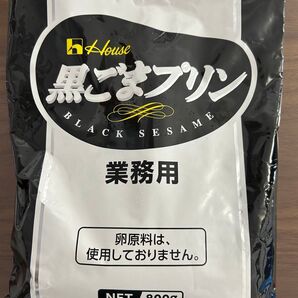 House
黒ごまプリン
BLACK SESAME
業務用
卵原料は、
使用しておりません。
NET 800g